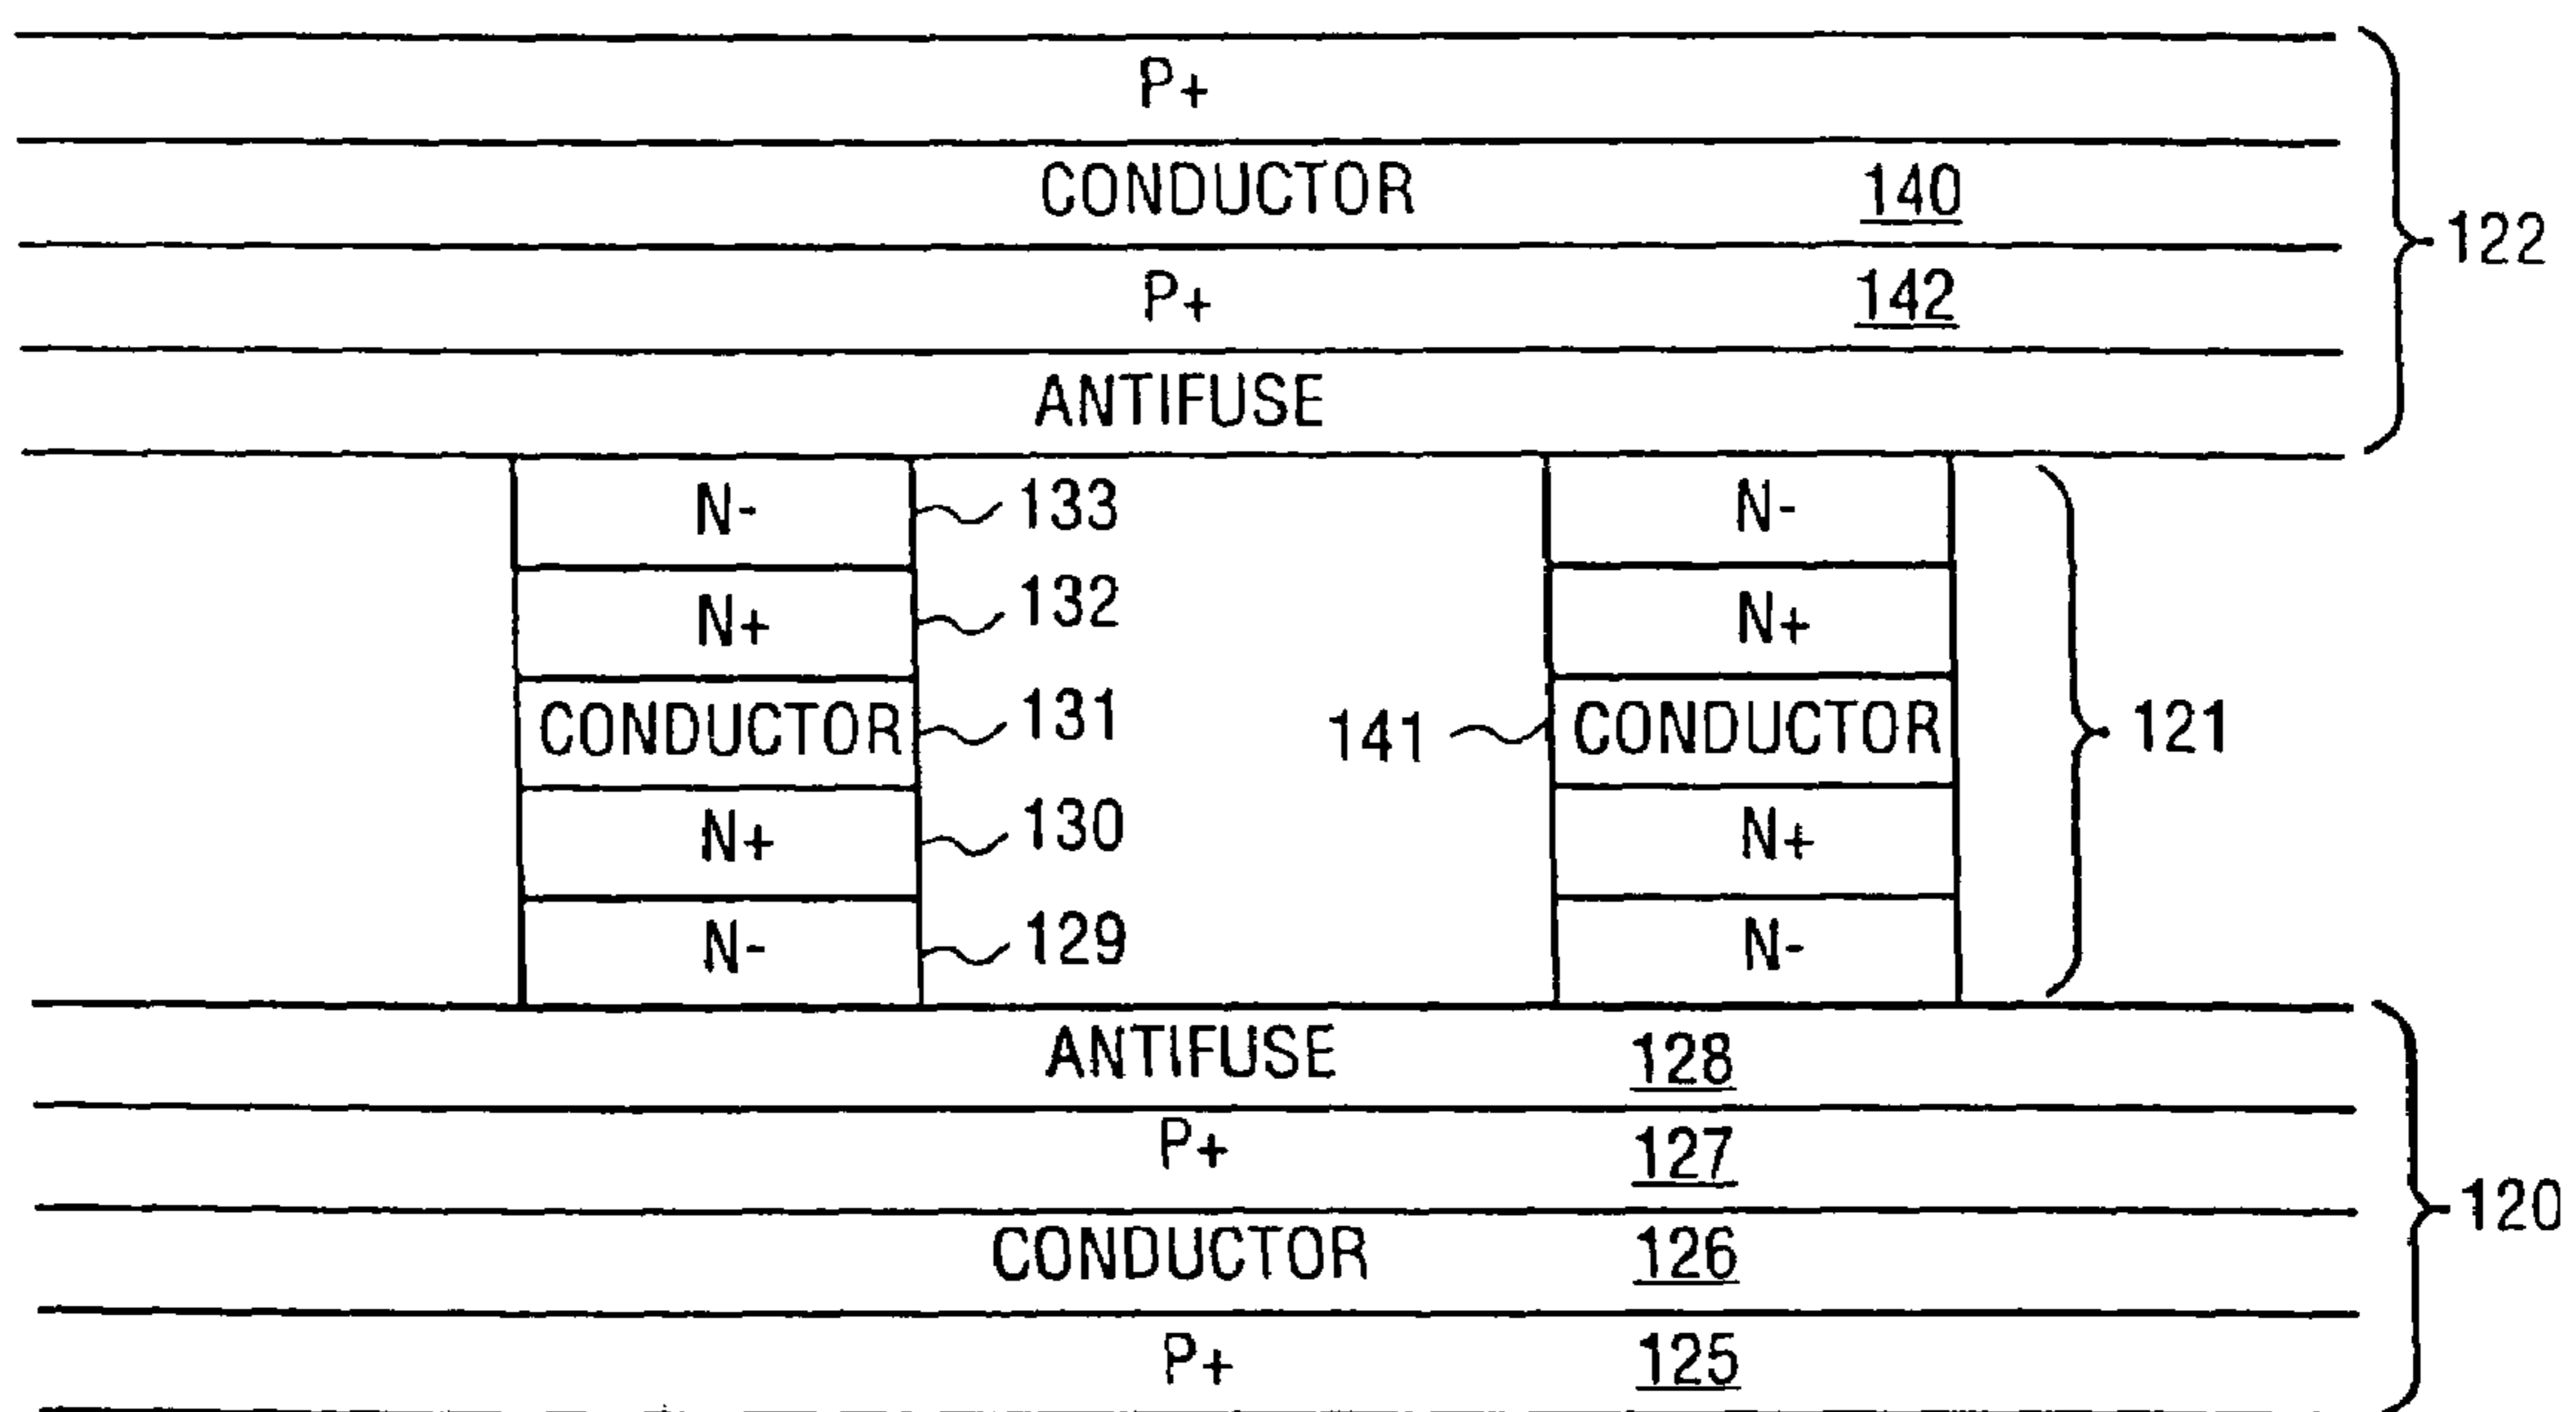 P+
CONDUCTOR 140
122
P+ 142
ANTIFUSE
N- 133 N-
N+ 132 N+
CONDUCTOR 131 141 CONDUCTOR 121
N+ 130 N+
N- 129 N-
ANTIFUSE 128
P+ 127
120
CONDUCTOR 126
P+ 125